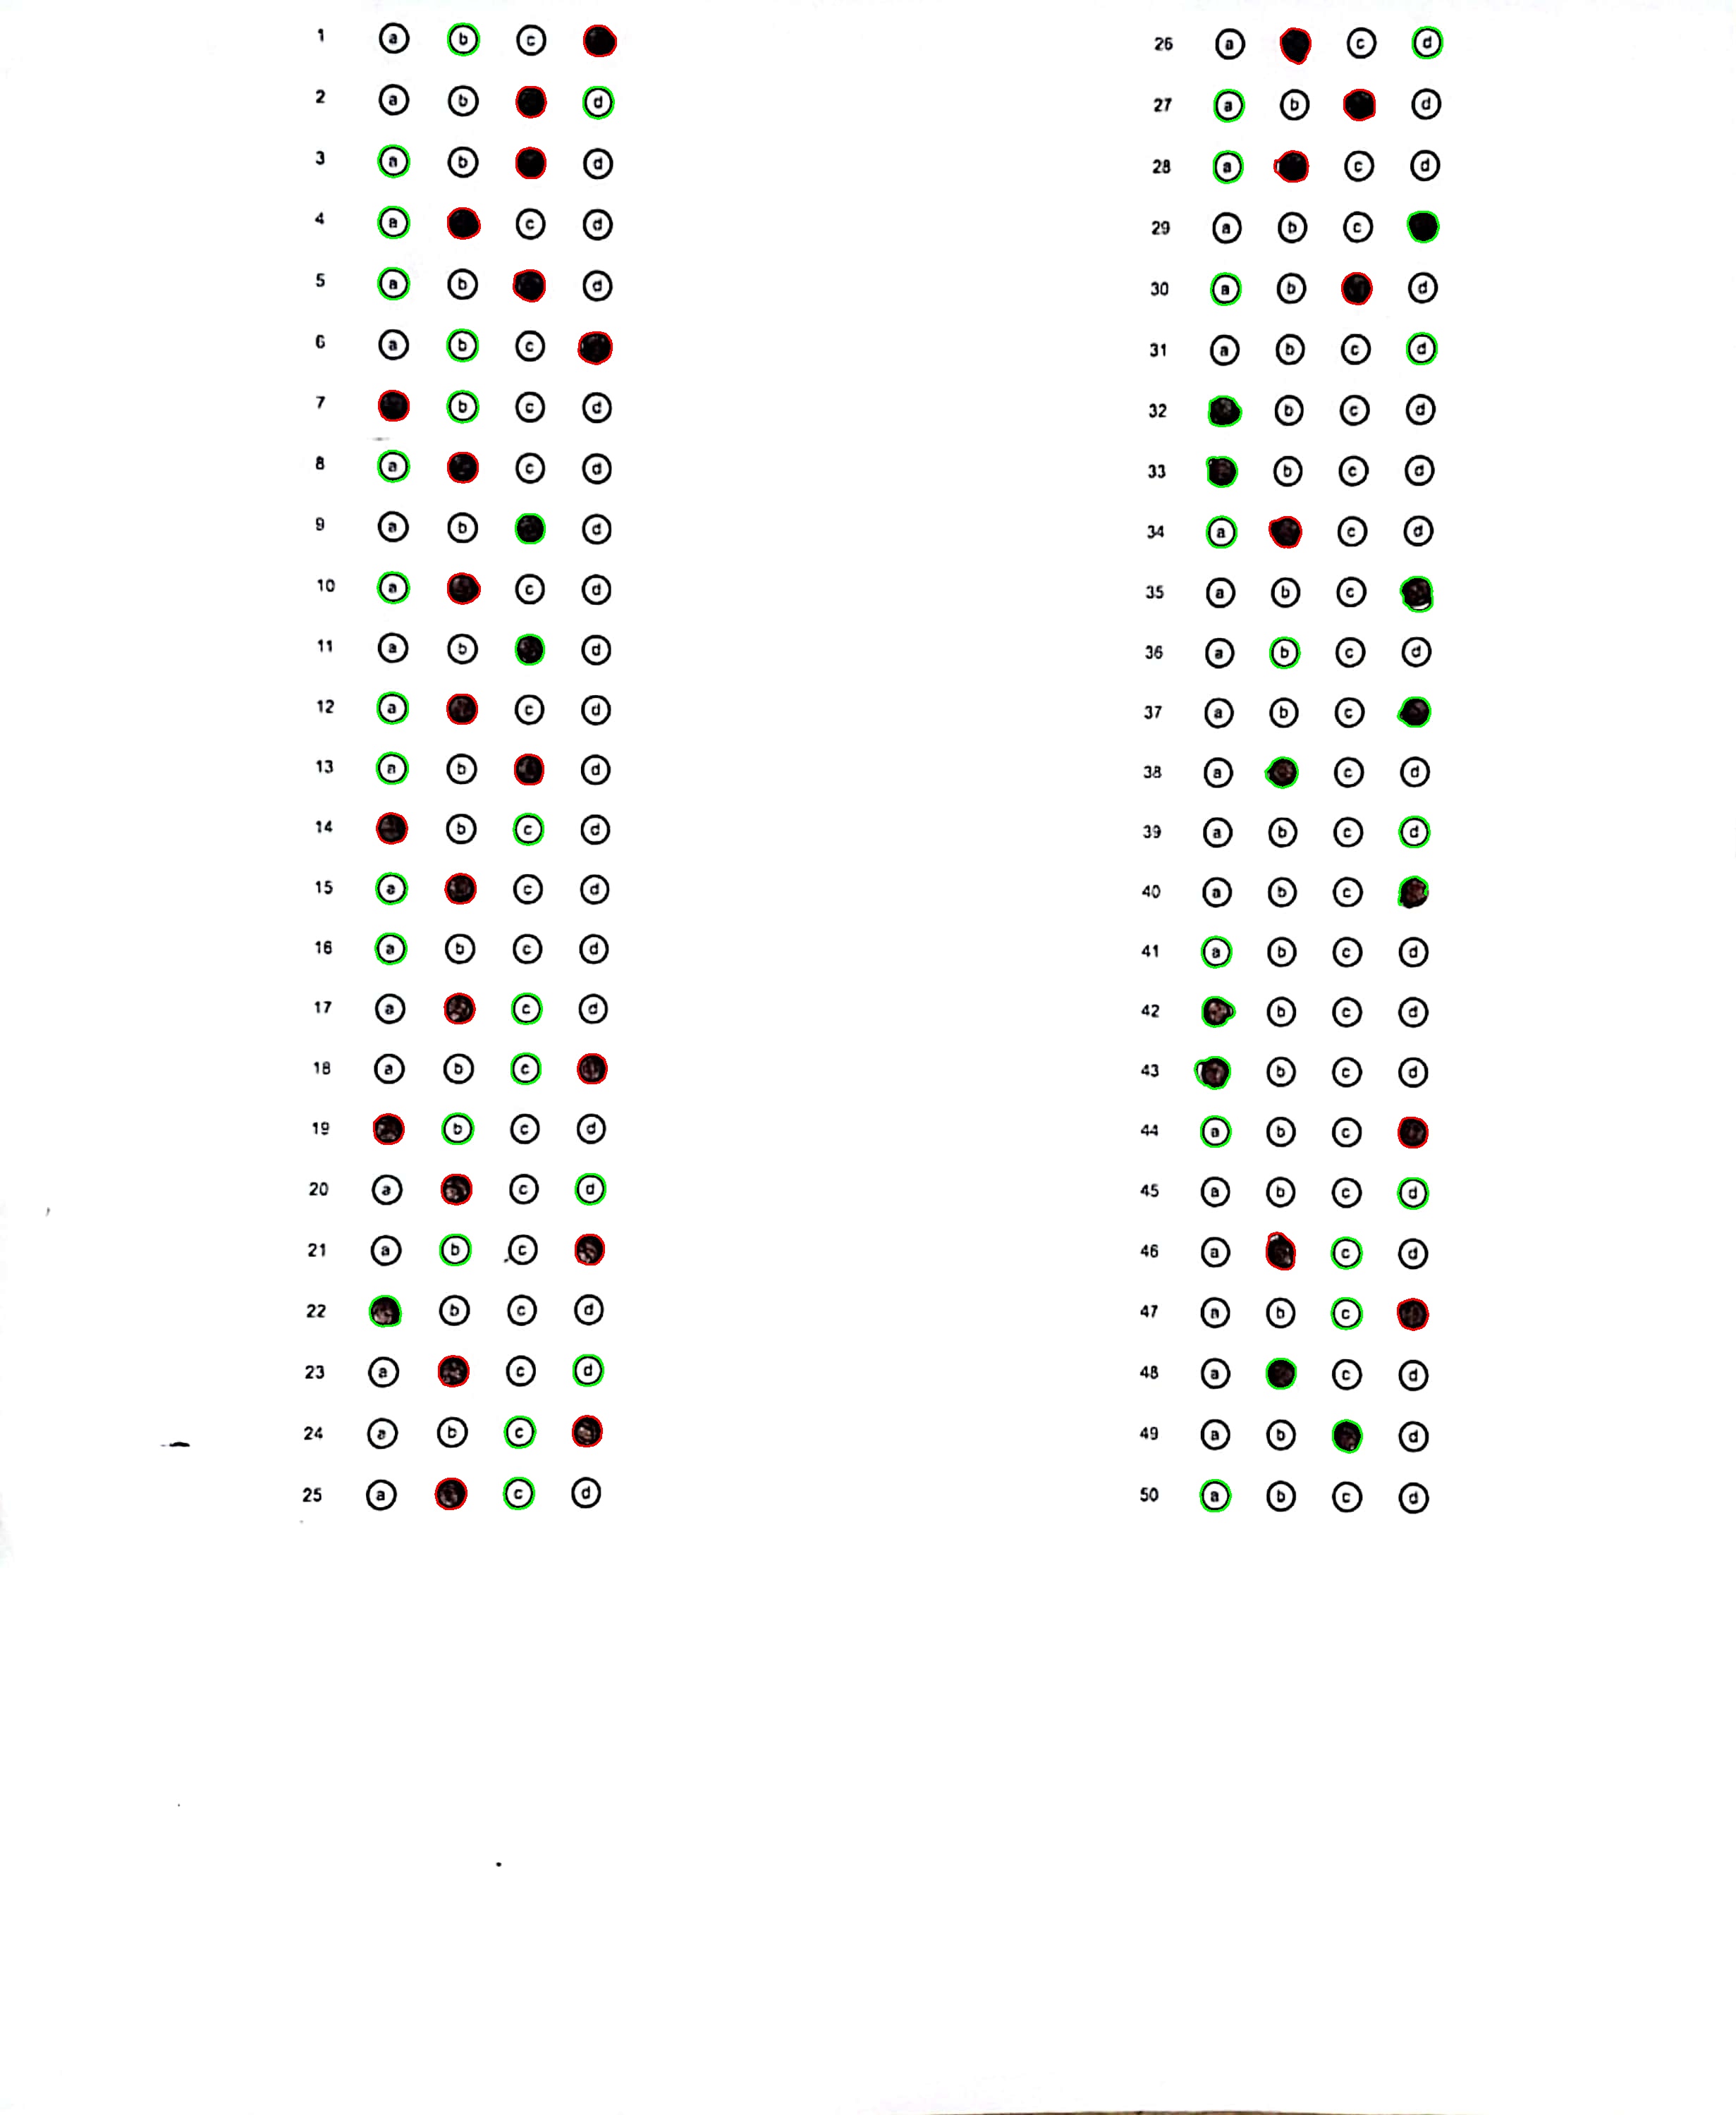 1 a b c
2 a b d
3 a b d
4 a c d
5 a b d
6 a b c
7 b c d
8 a c d
9 a b d
10 a c d
11 a b d
12 a c d
13 a b d
14 b c d
15 a c d
16 a b c d
17 a c d
18 a b c
19 b c d
20 a c d
21 a b c
22 b c d
23 a c d
24 a b c
25 a c d
26 a c d
27 a b d
28 a c d
29 a b c
30 a b d
31 a b c d
32 b c d
33 b c d
34 a c d
35 a b c
36 a b c d
37 a b c
38 a c d
39 a b c d
40 a b c
41 a b c d
42 b c d
43 b c d
44 a b c
45 a b c d
46 a c d
47 a b c
48 a c d
49 a b d
50 a b c d